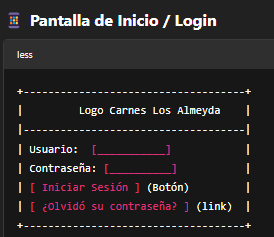 Pantalla de Inicio / Login
less
+------------------------------------+
| Logo Carnes Los Almeyda |
|------------------------------------|
| Usuario: [___________] |
| Contraseña: [__________] |
| [ Iniciar Sesión ] (Botón) |
| [ ¿Olvidó su contraseña? ] (link) |
+------------------------------------+